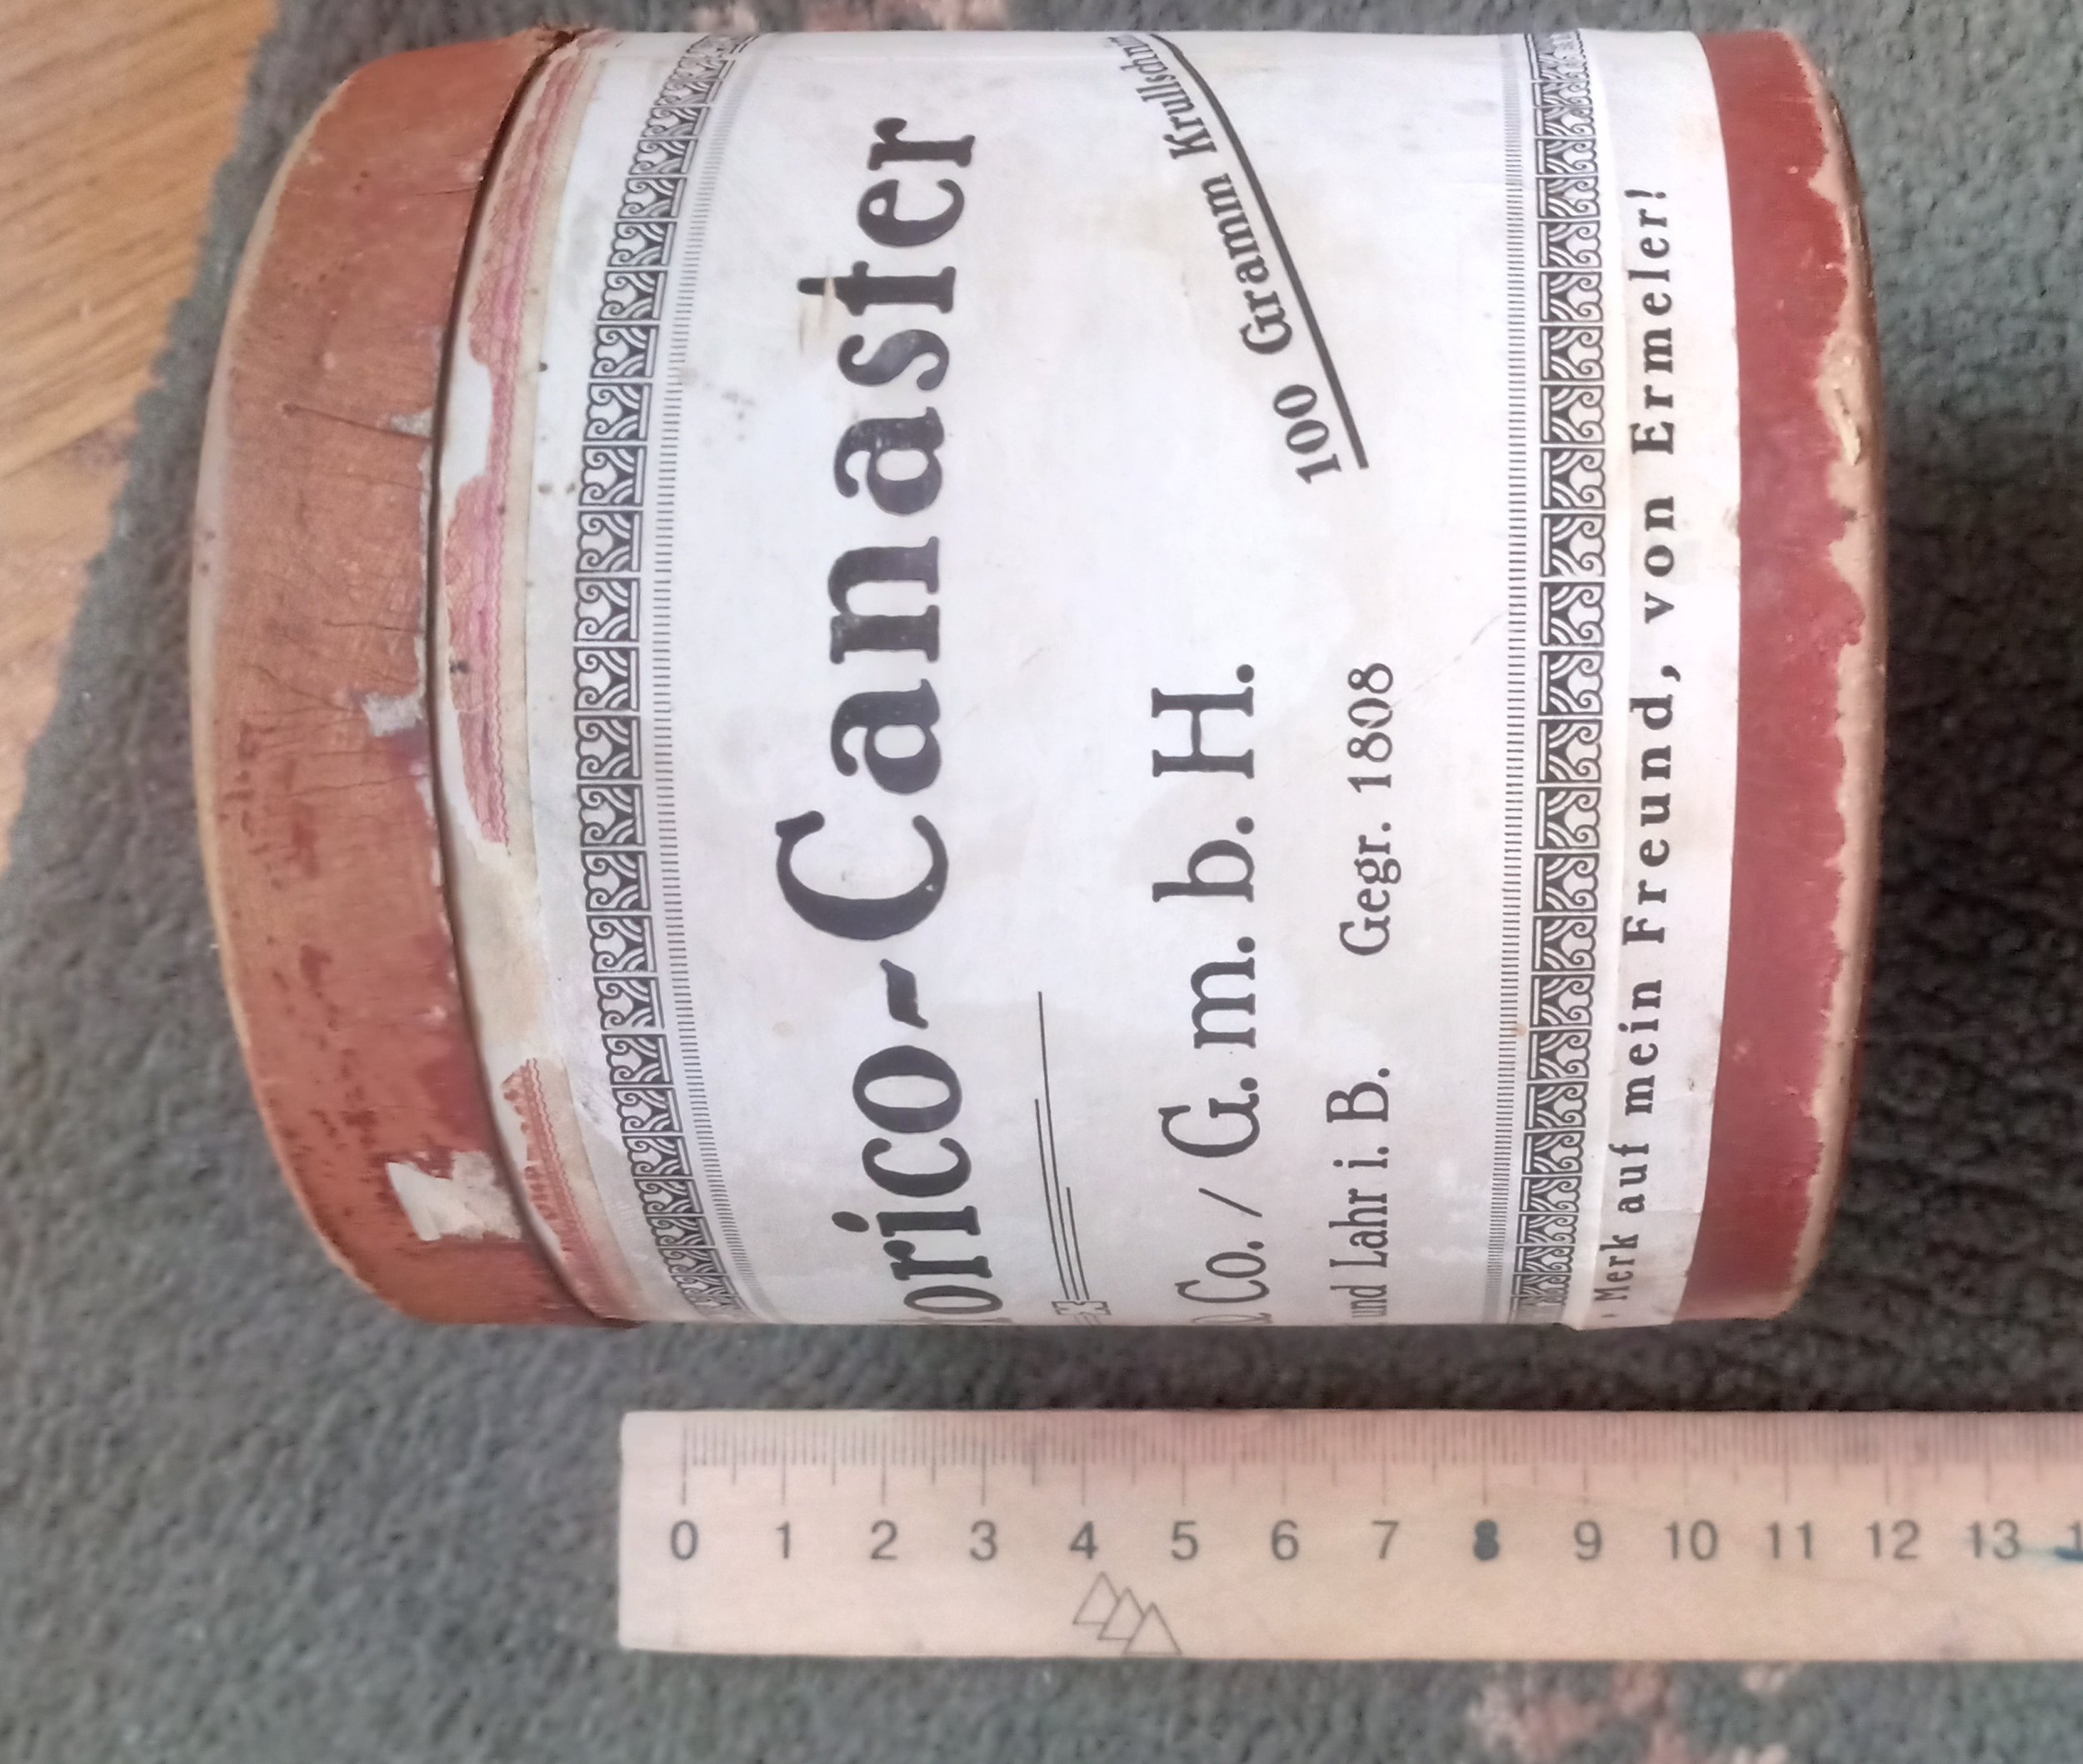 orico-Canaster
Co. / G. m. b. H.
und Lahr i. B. Gegr. 1808
100 Gramm Krullschnitt
Merk auf mein Freund, von Ermeler!
0 1 2 3 4 5 6 7 8 9 10 11 12 13